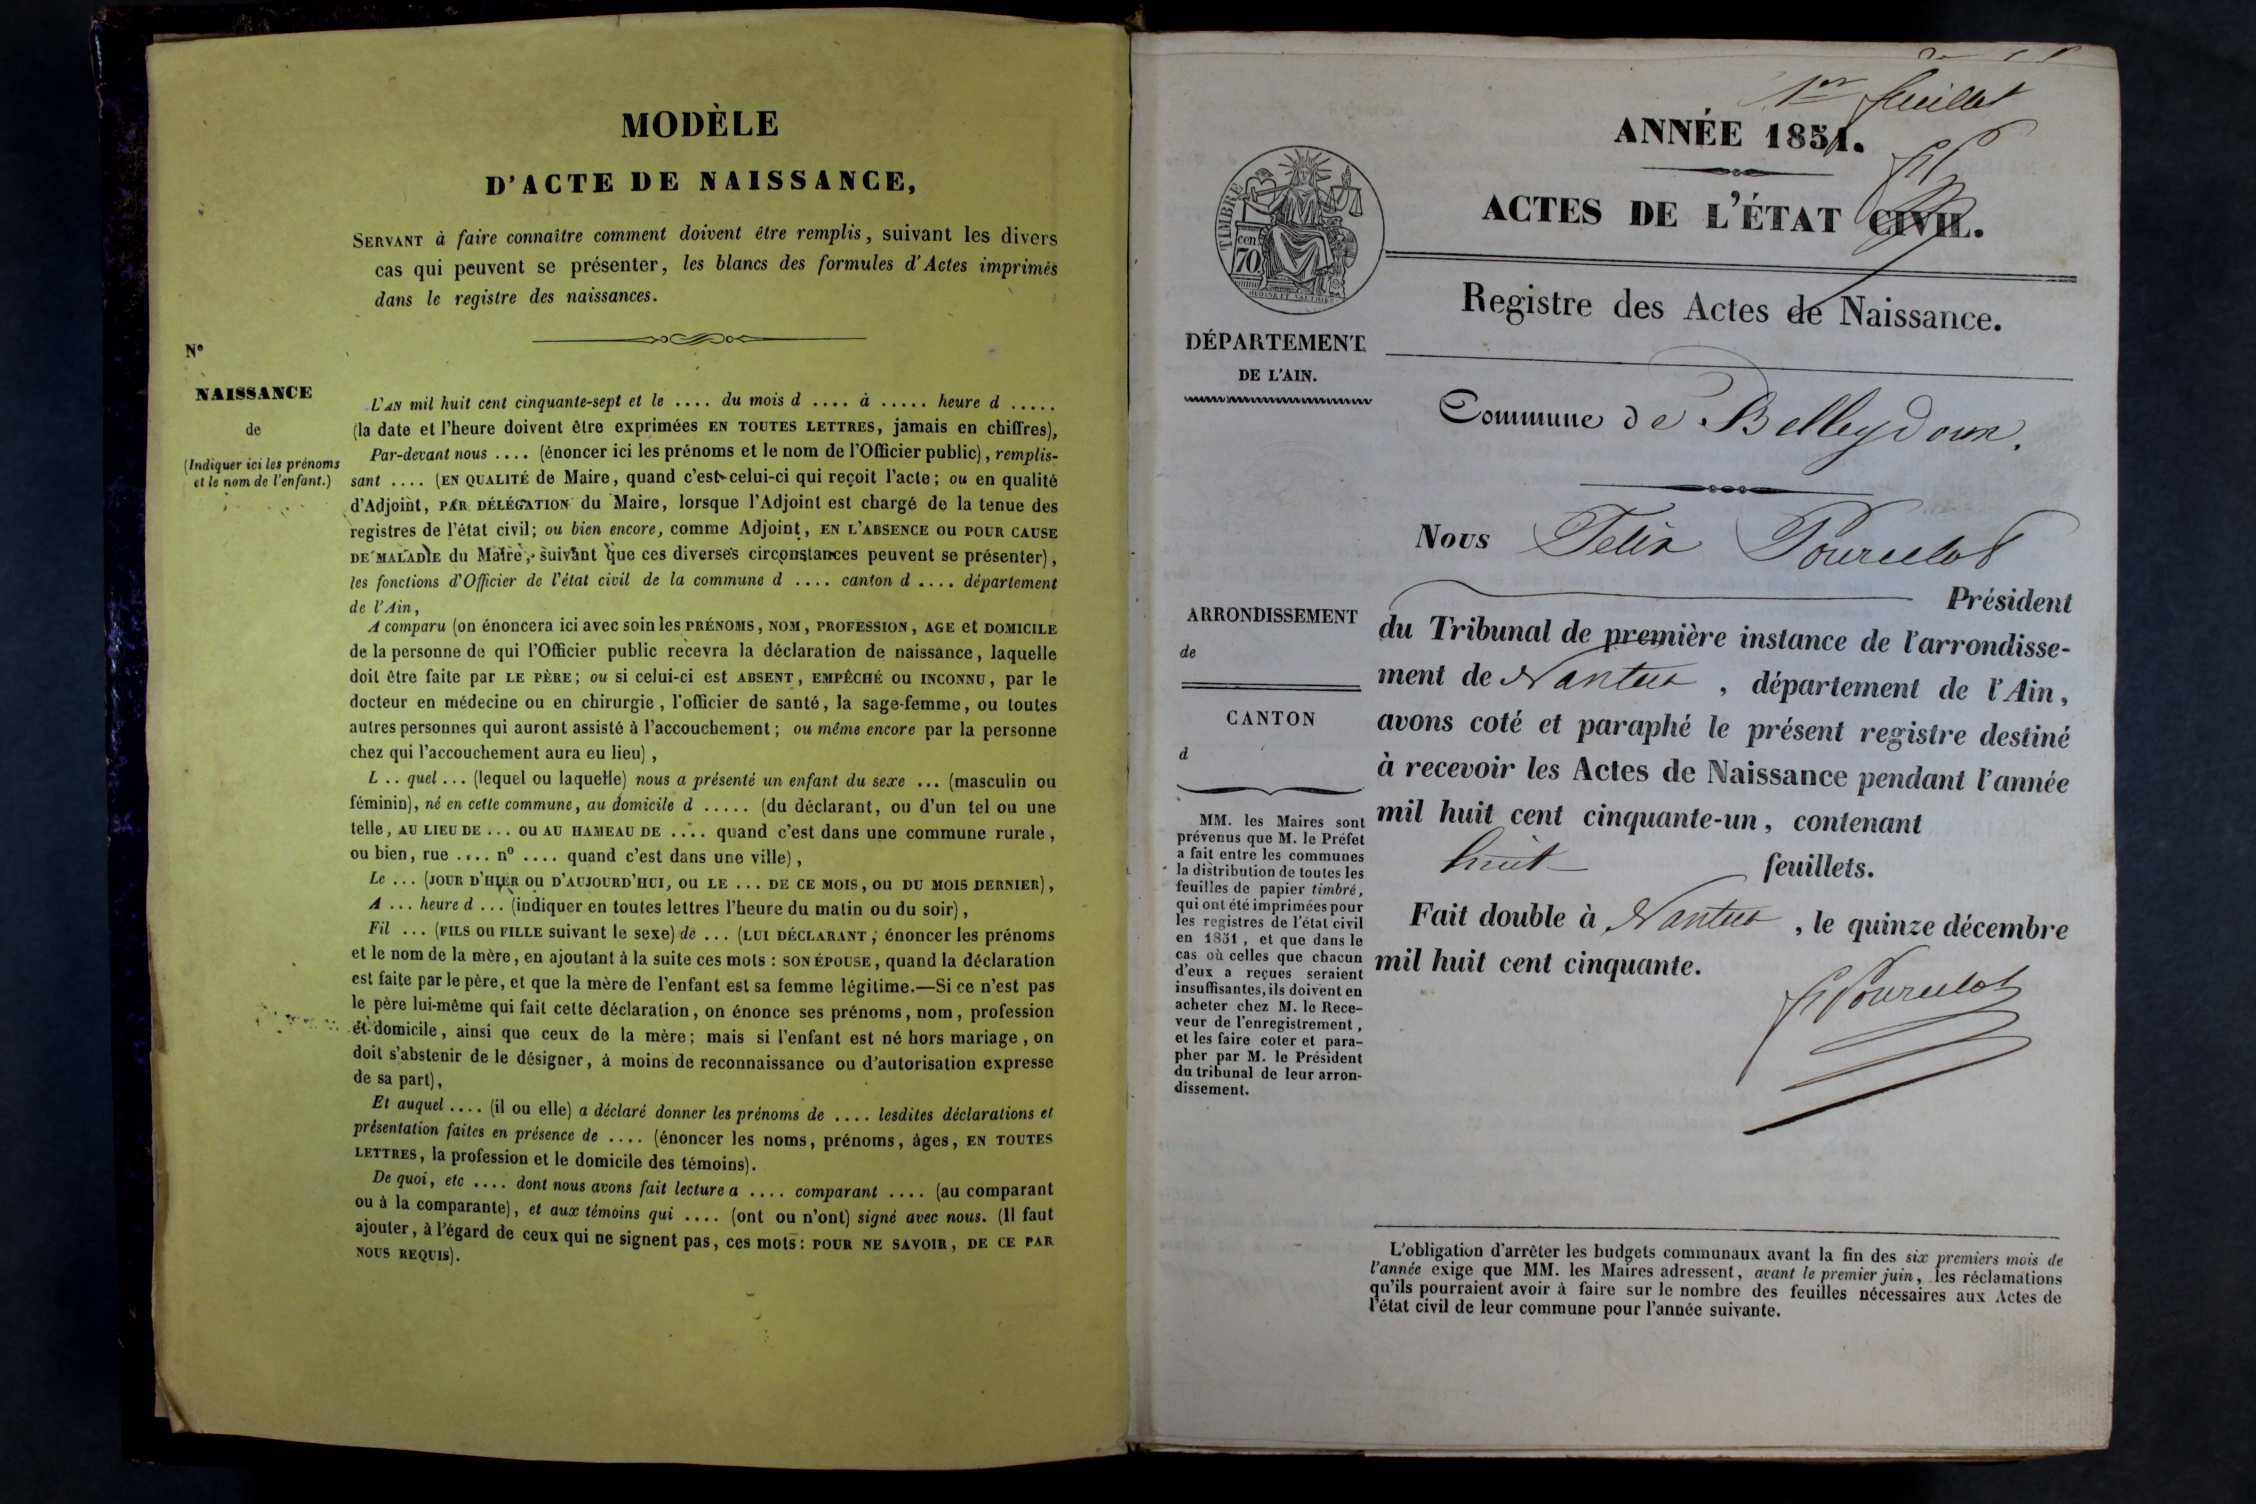 MODÈLE
D'ACTE DE NAISSANCE,
SERVANT à faire connaître comment doivent être remplis, suivant les divers
cas qui peuvent se présenter, les blancs des formules d'Actes imprimés
dans le registre des naissances.
N°
NAISSANCE
de
(Indiquer ici les prénoms
et le nom de l'enfant.)
L'AN mil huit cent cinquante-sept et le .... du mois d .... à ..... heure d .....
(la date et l'heure doivent être exprimées EN TOUTES LETTRES, jamais en chiffres),
Par-devant nous .... (énoncer ici les prénoms et le nom de l'Officier public), remplis-
sant .... (EN QUALITÉ de Maire, quand c'est celui-ci qui reçoit l'acte; ou en qualité
d'Adjoint, PAR DÉLÉGATION du Maire, lorsque l'Adjoint est chargé de la tenue des
registres de l'état civil; ou bien encore, comme Adjoint, EN L'ABSENCE OU POUR CAUSE
DE MALADIE du Maire, suivant que ces diverses circonstances peuvent se présenter),
les fonctions d'Officier de l'état civil de la commune d .... canton d .... département
de l'Ain,
A comparu (on énoncera ici avec soin les PRÉNOMS, NOM, PROFESSION, AGE et DOMICILE
de la personne de qui l'Officier public recevra la déclaration de naissance, laquelle
doit être faite par LE PÈRE; ou si celui-ci est ABSENT, EMPÊCHÉ OU INCONNU, par le
docteur en médecine ou en chirurgie, l'officier de santé, la sage-femme, ou toutes
autres personnes qui auront assisté à l'accouchement; ou même encore par la personne
chez qui l'accouchement aura eu lieu),
L .. quel ... (lequel ou laquelle) nous a présenté un enfant du sexe ... (masculin ou
féminin), né en cette commune, au domicile d ..... (du déclarant, ou d'un tel ou une
telle, AU LIEU DE ... OU AU HAMEAU DE .... quand c'est dans une commune rurale,
ou bien, rue .... n° .... quand c'est dans une ville),
Le ... (JOUR D'HIER OU D'AUJOURD'HUI, OU LE ... DE CE MOIS, OU DU MOIS DERNIER),
A ... heure d ... (indiquer en toutes lettres l'heure du matin ou du soir),
Fil ... (FILS OU FILLE suivant le sexe) de ... (LUI DÉCLARANT; énoncer les prénoms
et le nom de la mère, en ajoutant à la suite ces mots : SON ÉPOUSE, quand la déclaration
est faite par le père, et que la mère de l'enfant est sa femme légitime.—Si ce n'est pas
le père lui-même qui fait cette déclaration, on énonce ses prénoms, nom, profession
et domicile, ainsi que ceux de la mère; mais si l'enfant est né hors mariage, on
doit s'abstenir de le désigner, à moins de reconnaissance ou d'autorisation expresse
de sa part),
Et auquel .... (il ou elle) a déclaré donner les prénoms de .... lesdites déclarations et
présentation faites en présence de .... (énoncer les noms, prénoms, âges, EN TOUTES
LETTRES, la profession et le domicile des témoins).
De quoi, etc .... dont nous avons fait lecture a .... comparant .... (au comparant
ou à la comparante), et aux témoins qui .... (ont ou n'ont) signé avec nous. (Il faut
ajouter, à l'égard de ceux qui ne signent pas, ces mots : POUR NE SAVOIR, DE CE PAR
NOUS REQUIS).
1er feuillet
ANNÉE 1851.
ACTES DE L'ÉTAT CIVIL.
TIMBRE
cen
70
Registre des Actes de Naissance.
DÉPARTEMENT
DE L'AIN.
Commune de Belleydoux.
Nous Félix Pourcelot
Président
ARRONDISSEMENT
de
CANTON
d
du Tribunal de première instance de l'arrondisse-
ment de Nantua, département de l'Ain,
avons coté et paraphé le présent registre destiné
à recevoir les Actes de Naissance pendant l'année
mil huit cent cinquante-un, contenant
huit feuillets.
Fait double à Nantua, le quinze décembre
mil huit cent cinquante.
FPourcelot
MM. les Maires sont
prévenus que M. le Préfet
a fait entre les communes
la distribution de toutes les
feuilles de papier timbré,
qui ont été imprimées pour
les registres de l'état civil
en 1851, et que dans le
cas où celles que chacun
d'eux a reçues seraient
insuffisantes, ils doivent en
acheter chez M. le Rece-
veur de l'enregistrement,
et les faire coter et para-
pher par M. le Président
du tribunal de leur arron-
dissement.
L'obligation d'arrêter les budgets communaux avant la fin des six premiers mois de
l'année exige que MM. les Maires adressent, avant le premier juin, les réclamations
qu'ils pourraient avoir à faire sur le nombre des feuilles nécessaires aux Actes de
l'état civil de leur commune pour l'année suivante.